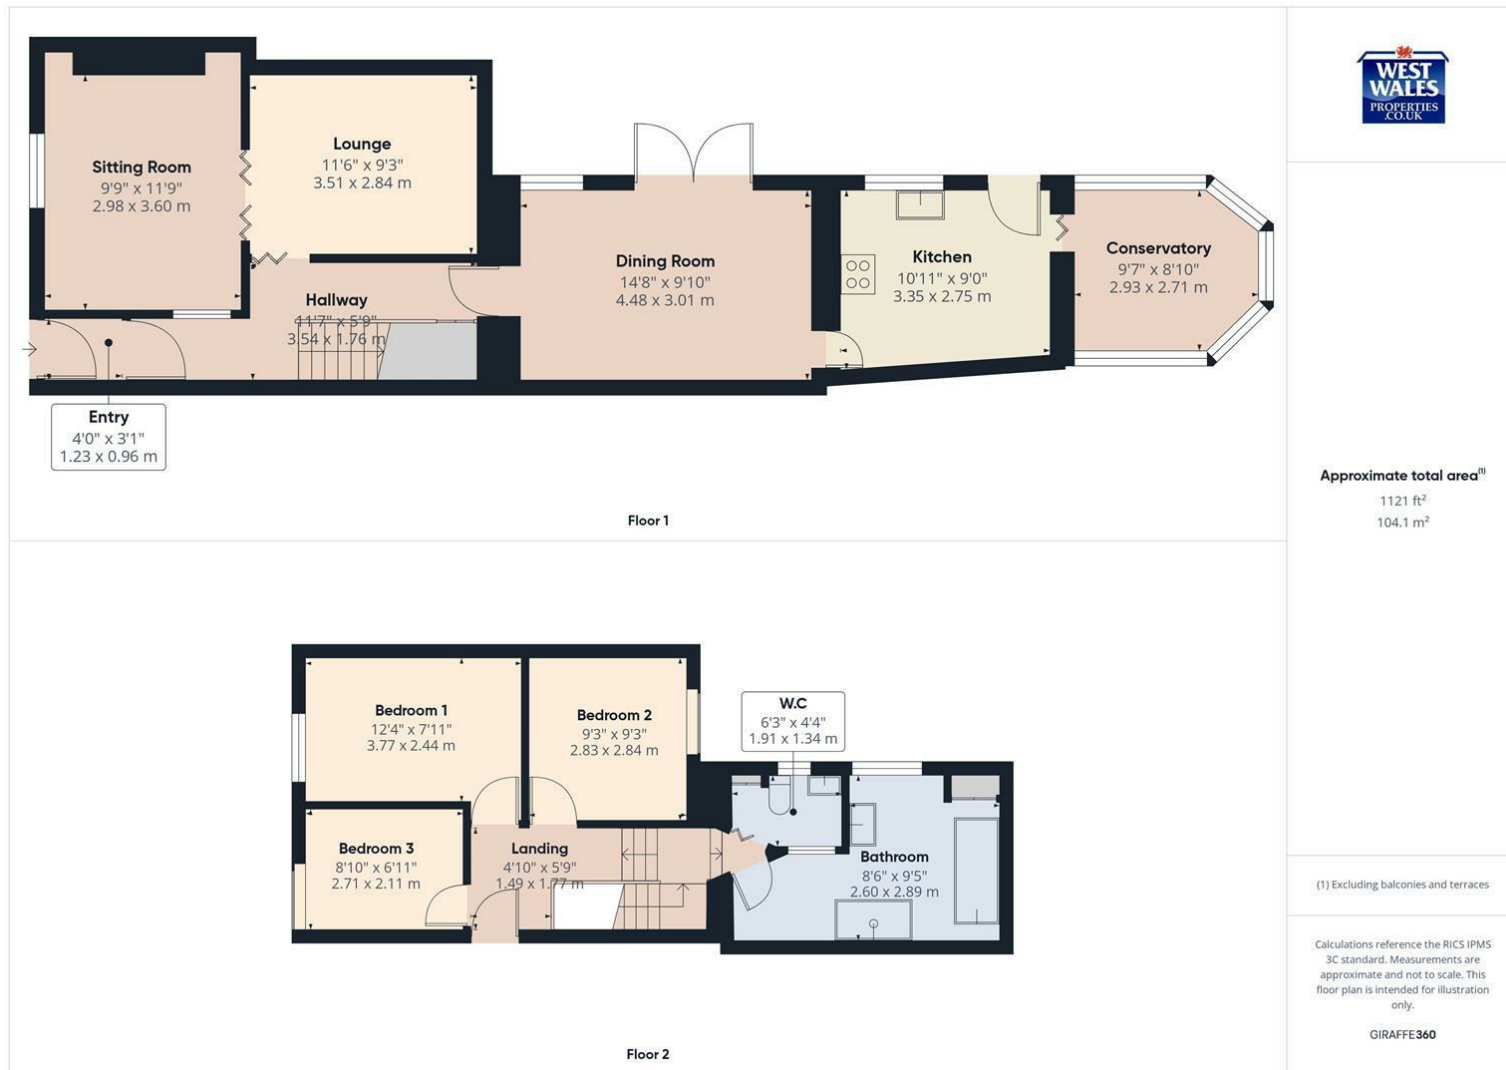 WEST
WALES
PROPERTIES
.CO.UK
Sitting Room
9'9" x 11'9"
2.98 x 3.60 m
Lounge
11'6" x 9'3"
3.51 x 2.84 m
Hallway
11'7" x 5'9"
3.54 x 1.76 m
Dining Room
14'8" x 9'10"
4.48 x 3.01 m
Kitchen
10'11" x 9'0"
3.35 x 2.75 m
Conservatory
9'7" x 8'10"
2.93 x 2.71 m
Entry
4'0" x 3'1"
1.23 x 0.96 m
Floor 1
Approximate total area(1)
1121 ft²
104.1 m²
Bedroom 1
12'4" x 7'11"
3.77 x 2.44 m
Bedroom 2
9'3" x 9'3"
2.83 x 2.84 m
W.C
6'3" x 4'4"
1.91 x 1.34 m
Bedroom 3
8'10" x 6'11"
2.71 x 2.11 m
Landing
4'10" x 5'9"
1.49 x 1.77 m
Bathroom
8'6" x 9'5"
2.60 x 2.89 m
Floor 2
(1) Excluding balconies and terraces
Calculations reference the RICS IPMS
3C standard. Measurements are
approximate and not to scale. This
floor plan is intended for illustration
only.
GIRAFFE360